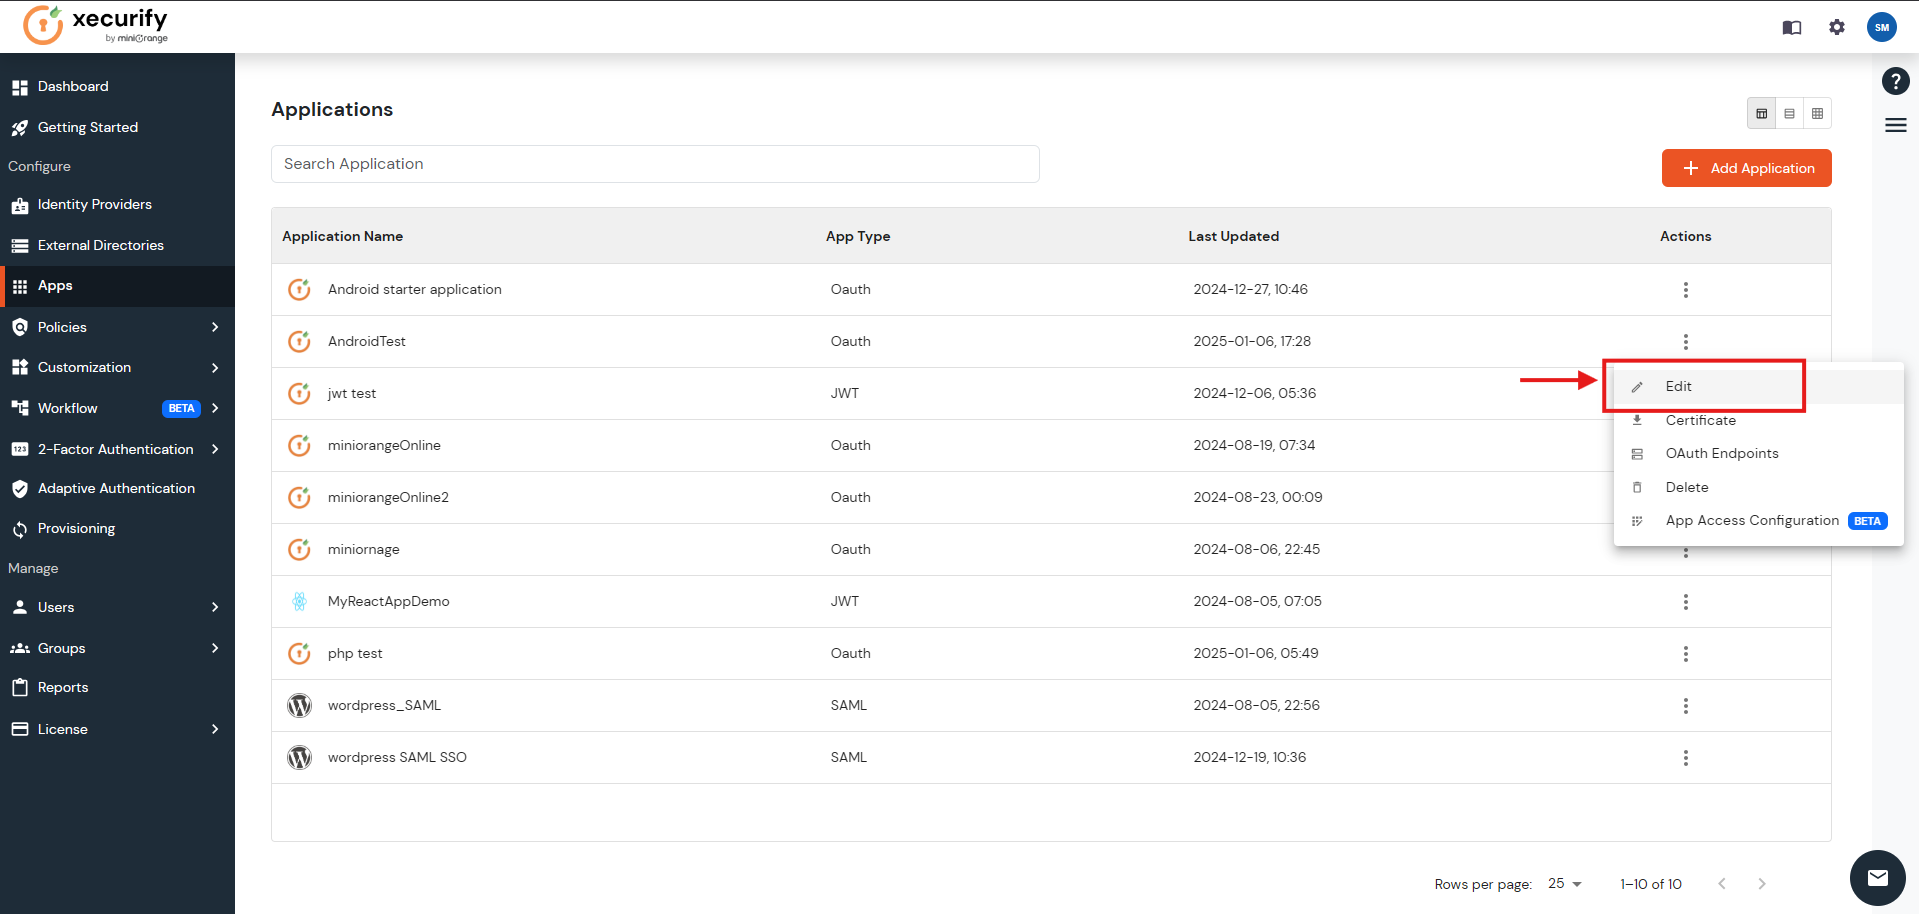 xecurify
by miniOrange
SM
Dashboard
Getting Started
Configure
Identity Providers
External Directories
Apps
Policies
Customization
Workflow BETA
2-Factor Authentication
Adaptive Authentication
Provisioning
Manage
Users
Groups
Reports
License
Applications
?
Search Application
+ Add Application
Application Name App Type Last Updated Actions
Android starter application Oauth 2024-12-27, 10:46
AndroidTest Oauth 2025-01-06, 17:28
jwt test JWT 2024-12-06, 05:36
miniorangeOnline Oauth 2024-08-19, 07:34
miniorangeOnline2 Oauth 2024-08-23, 00:09
miniornage Oauth 2024-08-06, 22:45
MyReactAppDemo JWT 2024-08-05, 07:05
php test Oauth 2025-01-06, 05:49
wordpress_SAML SAML 2024-08-05, 22:56
wordpress SAML SSO SAML 2024-12-19, 10:36
Edit
Certificate
OAuth Endpoints
Delete
App Access Configuration BETA
Rows per page: 25 1–10 of 10